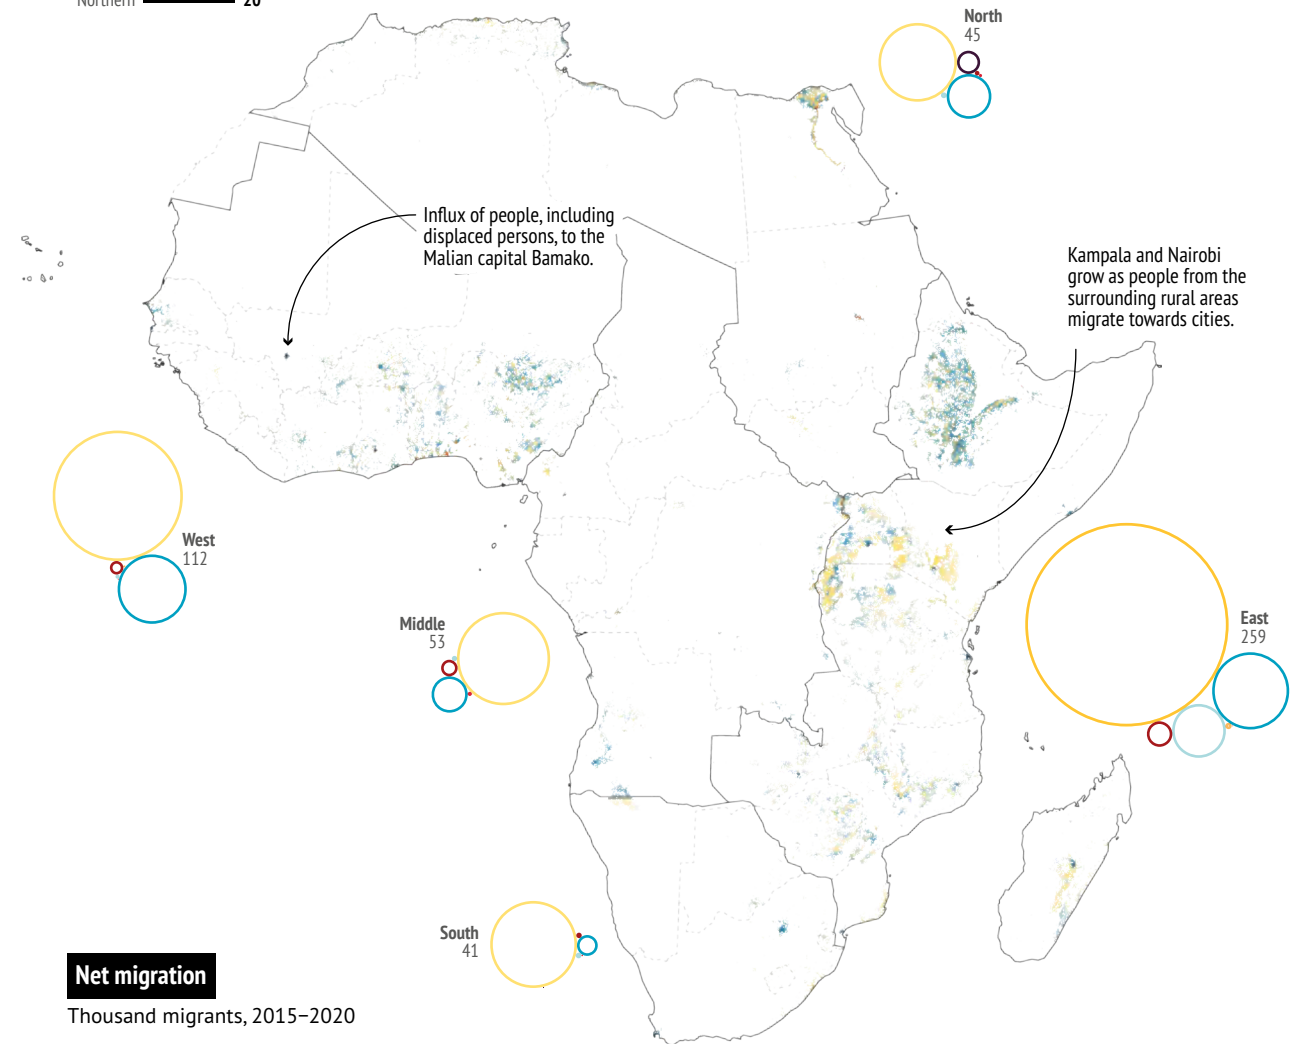 Northern 20
North
45
Influx of people, including
displaced persons, to the
Malian capital Bamako.
Kampala and Nairobi
grow as people from the
surrounding rural areas
migrate towards cities.
West
112
Middle
53
East
259
South
41
Net migration
Thousand migrants, 2015–2020